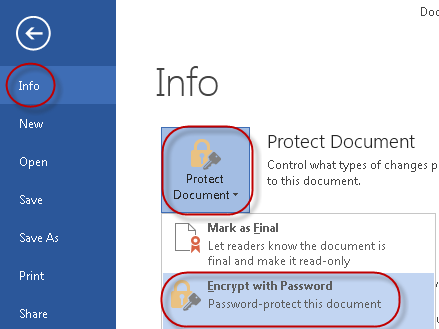 Doc
Info
Info
New
Open
Save
Save As
Print
Share
Protect
Document
Protect Document
Control what types of changes p
to this document.
Mark as Final
Let readers know the document is
final and make it read-only
Encrypt with Password
Password-protect this document